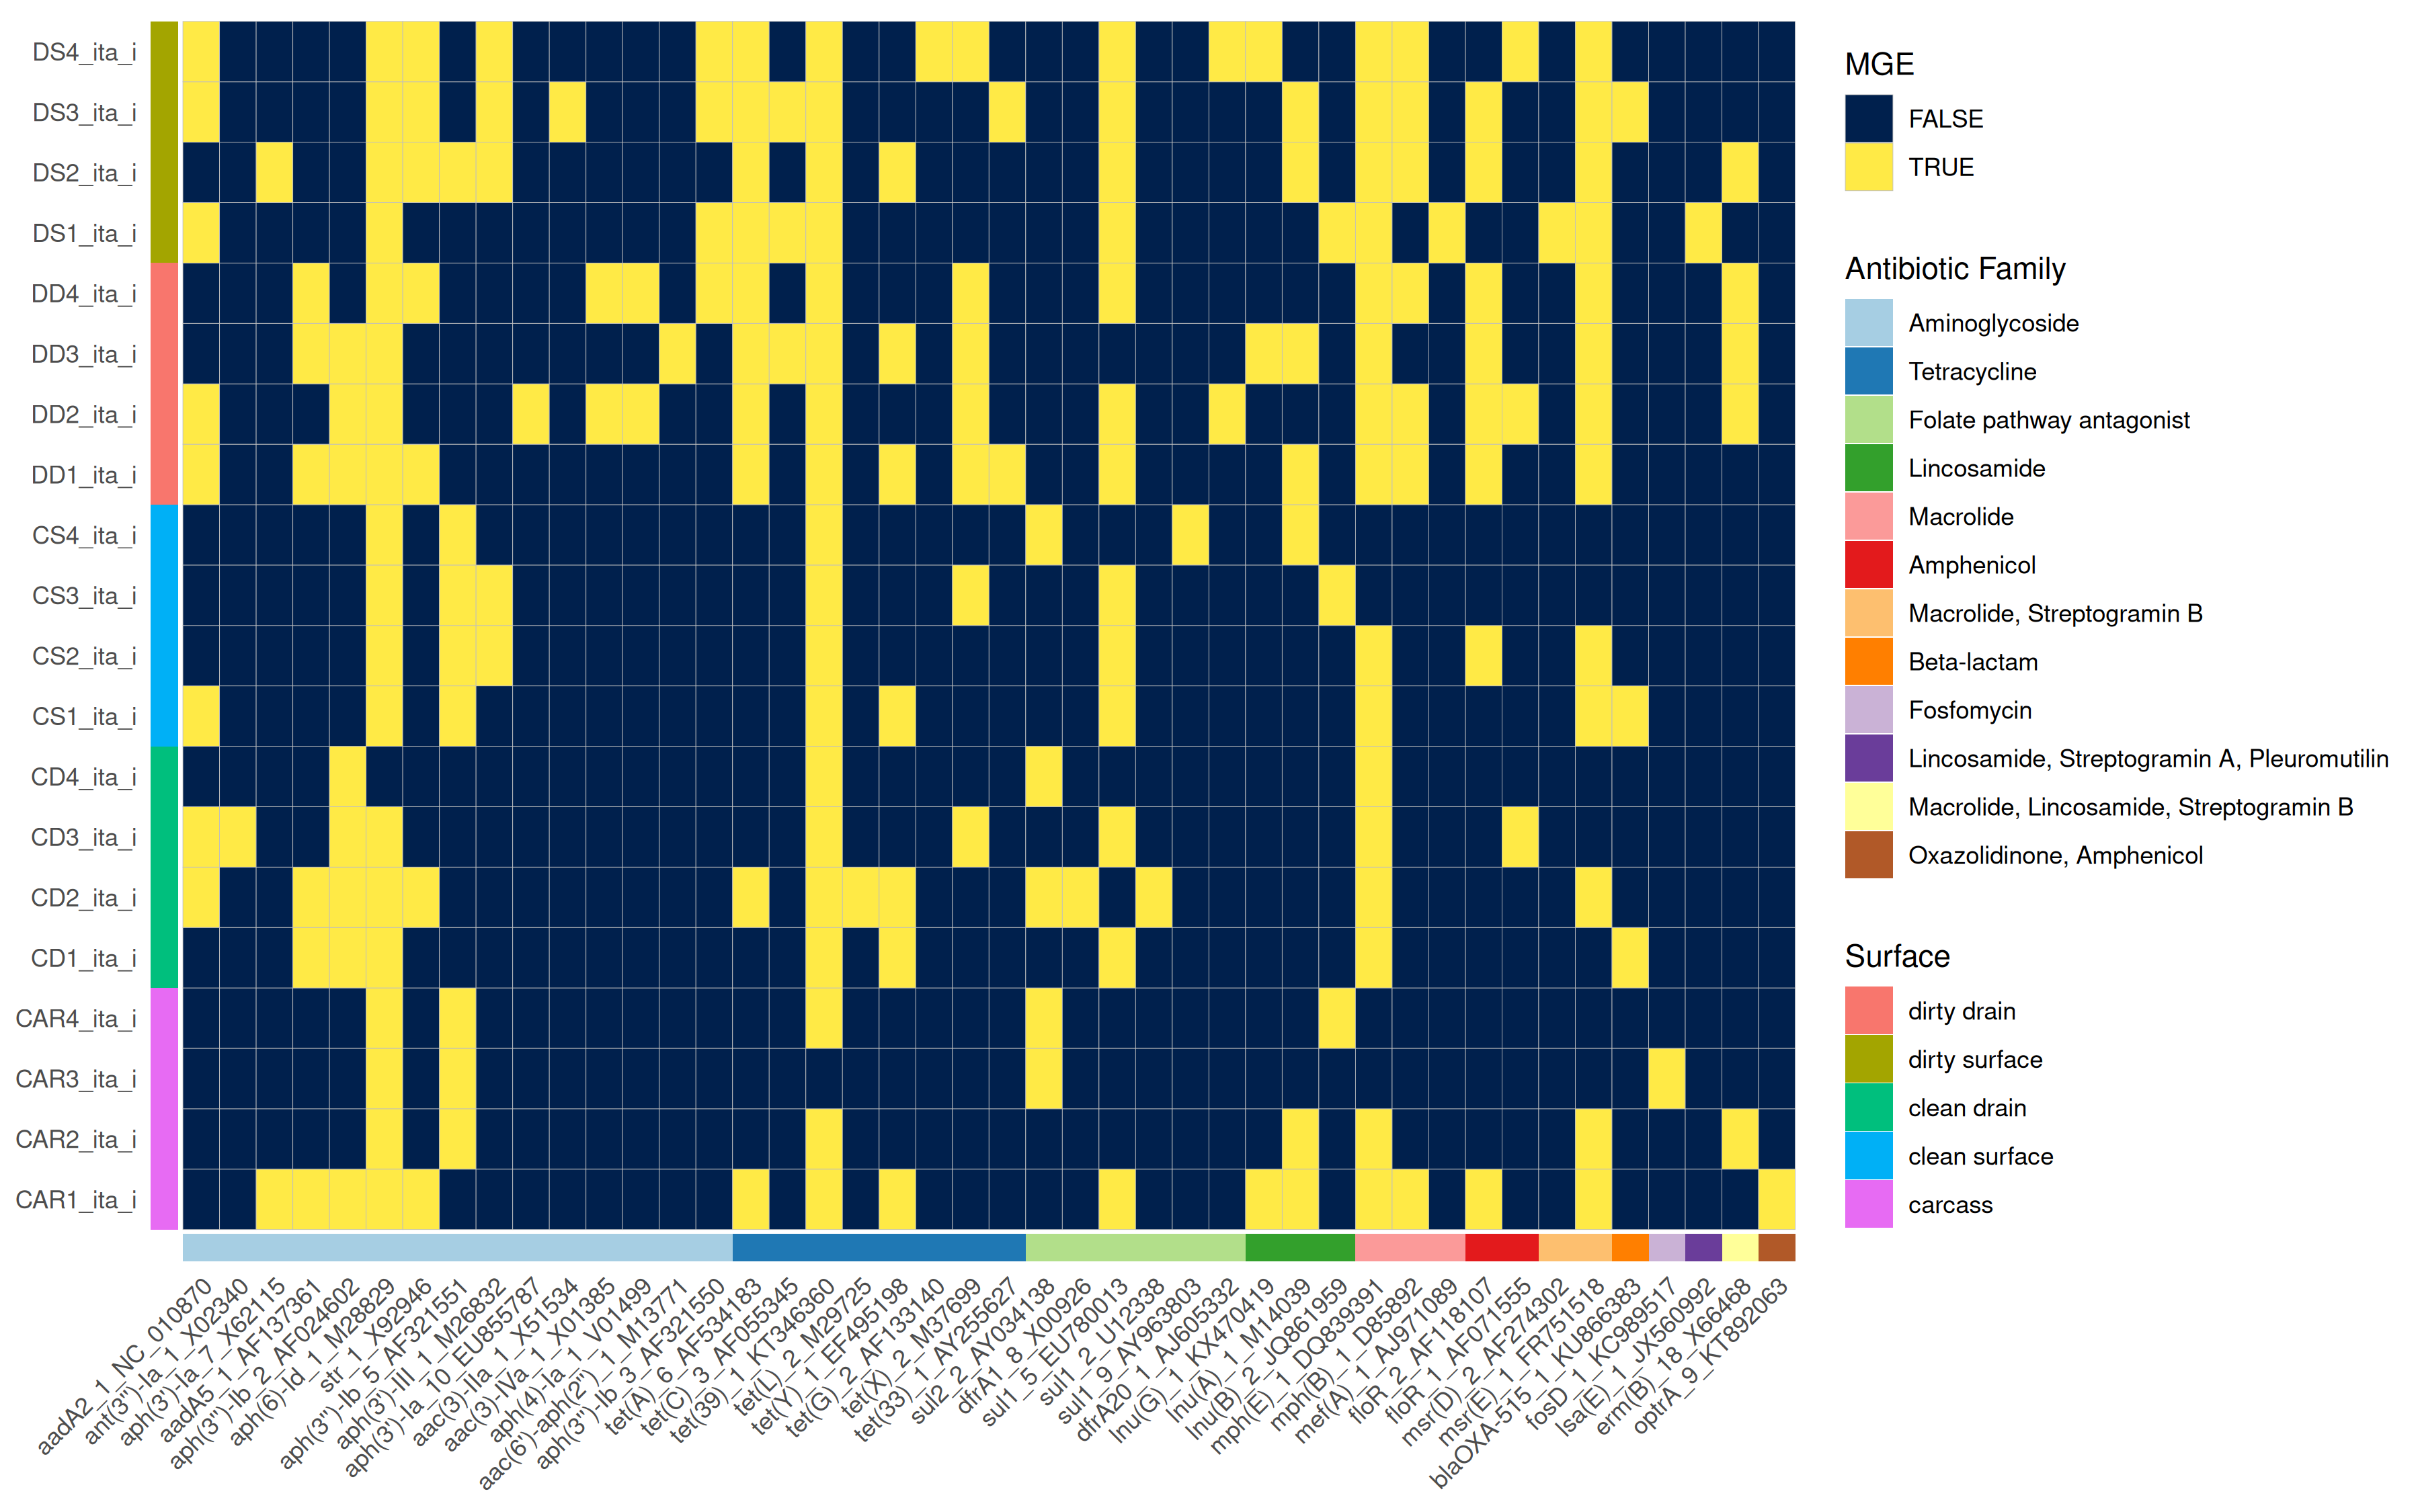 DS4_ita_i
DS3_ita_i
DS2_ita_i
DS1_ita_i
DD4_ita_i
DD3_ita_i
DD2_ita_i
DD1_ita_i
CS4_ita_i
CS3_ita_i
CS2_ita_i
CS1_ita_i
CD4_ita_i
CD3_ita_i
CD2_ita_i
CD1_ita_i
CAR4_ita_i
CAR3_ita_i
CAR2_ita_i
CAR1_ita_i
aadA2_1_NC_010870
ant(3'')-Ia_1_X02340
aph(3')-Ia_7_X62115
aadA5_1_AF137361
aph(3'')-Ib_2_AF024602
aph(6)-Id_1_M28829
str_1_X92946
aph(3'')-Ib_5_AF321551
aph(3')-III_1_M26832
aph(3')-Ia_10_EU855787
aac(3)-IIa_1_X51534
aac(3)-IVa_1_X01385
aph(4)-Ia_1_V01499
aac(6')-aph(2'')_1_M13771
aph(3'')-Ib_3_AF321550
tet(A)_6_AF534183
tet(C)_3_AF055345
tet(39)_1_KT346360
tet(L)_2_M29725
tet(Y)_1_EF495198
tet(G)_2_AF133140
tet(X)_2_M37699
tet(33)_1_AY255627
sul2_2_AY034138
dfrA1_8_X00926
sul1_5_EU780013
sul1_2_U12338
sul1_9_AY963803
dfrA20_1_AJ605332
lnu(G)_1_KX470419
lnu(A)_1_M14039
lnu(B)_2_JQ861959
mph(E)_1_DQ839391
mph(B)_1_D85892
mef(A)_1_AJ971089
floR_2_AF118107
floR_1_AF071555
msr(D)_2_AF274302
msr(E)_1_FR751518
blaOXA-515_1_KU866383
fosD_1_KC989517
lsa(E)_1_JX560992
erm(B)_18_X66468
optrA_9_KT892063
MGE
FALSE
TRUE
Antibiotic Family
Aminoglycoside
Tetracycline
Folate pathway antagonist
Lincosamide
Macrolide
Amphenicol
Macrolide, Streptogramin B
Beta-lactam
Fosfomycin
Lincosamide, Streptogramin A, Pleuromutilin
Macrolide, Lincosamide, Streptogramin B
Oxazolidinone, Amphenicol
Surface
dirty drain
dirty surface
clean drain
clean surface
carcass